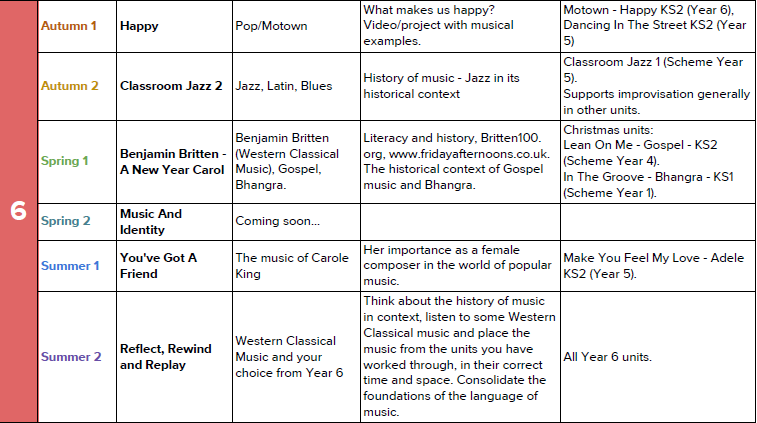 6
Autumn 1
Happy
Pop/Motown
What makes us happy?
Video/project with musical
examples.
Motown - Happy KS2 (Year 6),
Dancing In The Street KS2 (Year
5)
Autumn 2
Classroom Jazz 2
Jazz, Latin, Blues
History of music - Jazz in its
historical context
Classroom Jazz 1 (Scheme Year
5).
Supports improvisation generally
in other units.
Spring 1
Benjamin Britten -
A New Year Carol
Benjamin Britten
(Western Classical
Music), Gospel,
Bhangra.
Literacy and history, Britten100.
org, www.fridayafternoons.co.uk.
The historical context of Gospel
music and Bhangra.
Christmas units:
Lean On Me - Gospel - KS2
(Scheme Year 4).
In The Groove - Bhangra - KS1
(Scheme Year 1).
Spring 2
Music And
Identity
Coming soon...
Summer 1
You've Got A
Friend
The music of Carole
King
Her importance as a female
composer in the world of popular
music.
Make You Feel My Love - Adele
KS2 (Year 5).
Summer 2
Reflect, Rewind
and Replay
Western Classical
Music and your
choice from Year 6
Think about the history of music
in context, listen to some Western
Classical music and place the
music from the units you have
worked through, in their correct
time and space. Consolidate the
foundations of the language of
music.
All Year 6 units.